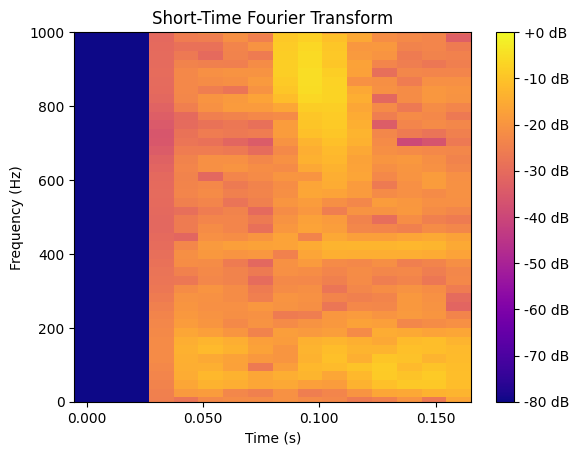 Short-Time Fourier Transform
Frequency (Hz)
1000
800
600
400
200
0
0.000
0.050
0.100
0.150
Time (s)
+0 dB
-10 dB
-20 dB
-30 dB
-40 dB
-50 dB
-60 dB
-70 dB
-80 dB